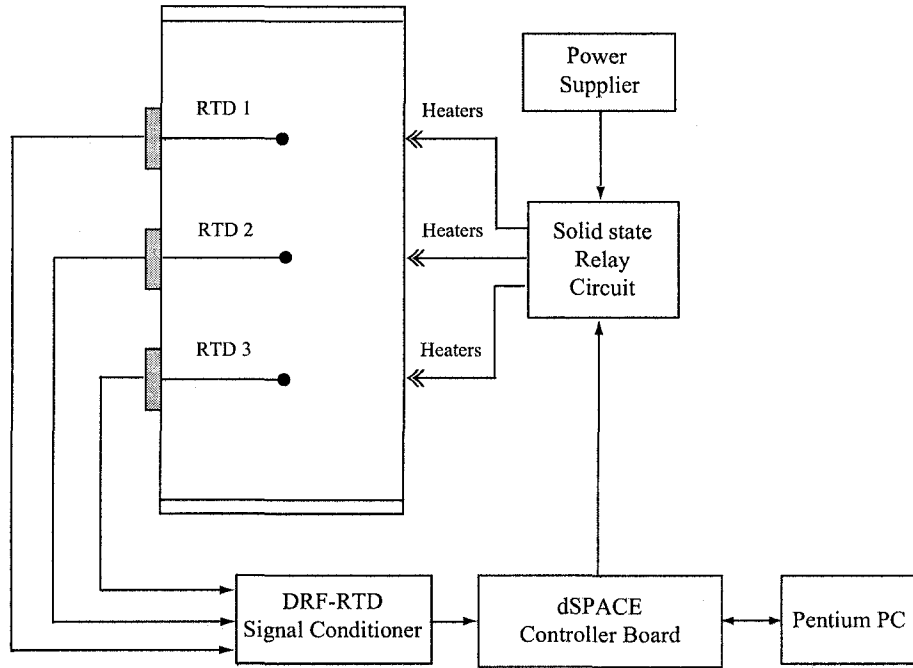 Power
Supplier
RTD 1
Heaters
RTD 2
Heaters
Solid state
Relay
Circuit
RTD 3
Heaters
DRF-RTD
Signal Conditioner
dSPACE
Controller Board
Pentium PC